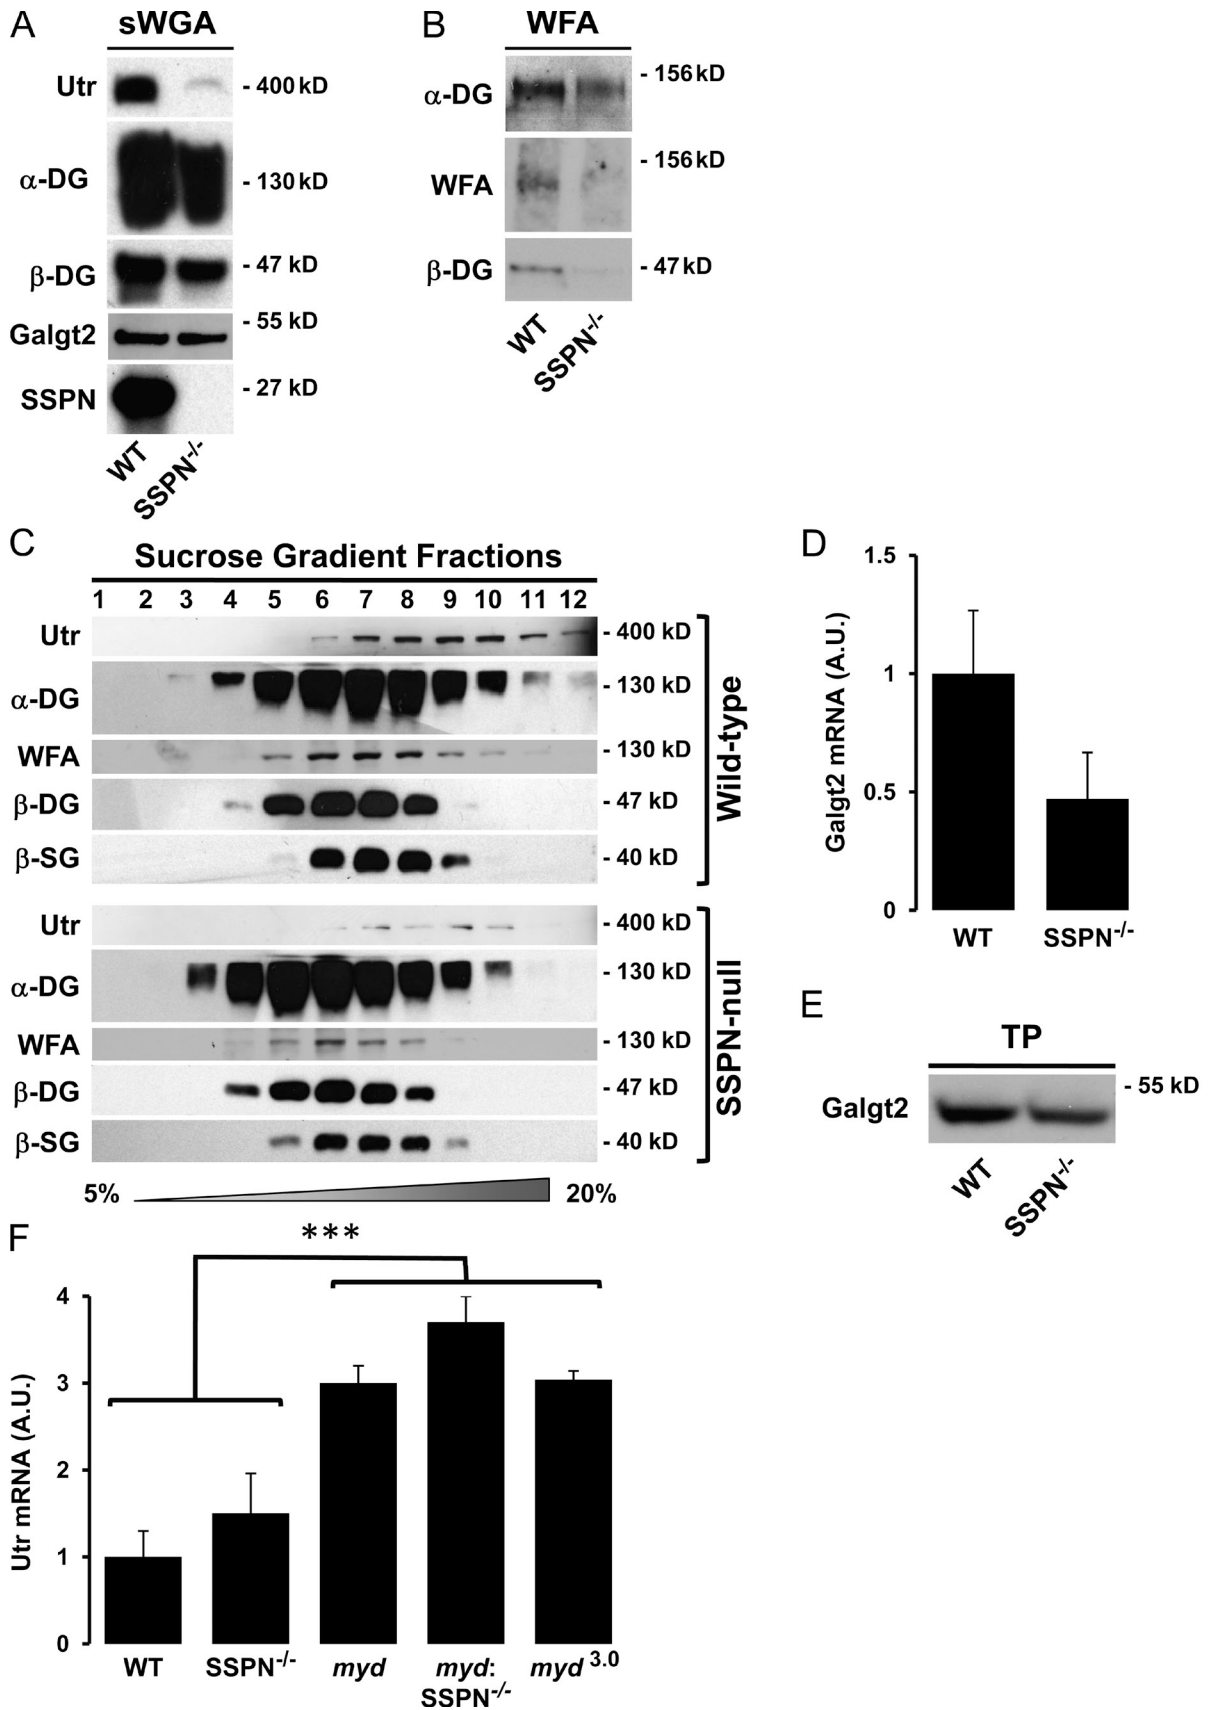 A
sWGA
Utr
- 400 kD
α-DG
- 130 kD
β-DG
- 47 kD
Galgt2
- 55 kD
SSPN
- 27 kD
WT
SSPN-/-
B
WFA
α-DG
- 156 kD
WFA
- 156 kD
β-DG
- 47 kD
WT
SSPN-/-
C
Sucrose Gradient Fractions
1 2 3 4 5 6 7 8 9 10 11 12
Utr
- 400 kD
α-DG
- 130 kD
WFA
- 130 kD
β-DG
- 47 kD
β-SG
- 40 kD
Wild-type
Utr
- 400 kD
α-DG
- 130 kD
WFA
- 130 kD
β-DG
- 47 kD
β-SG
- 40 kD
SSPN-null
5%
20%
D
Galgt2 mRNA (A.U.)
1.5
1
0.5
0
WT
SSPN-/-
E
TP
Galgt2
- 55 kD
WT
SSPN-/-
F
***
Utr mRNA (A.U.)
4
3
2
1
0
WT
SSPN-/-
myd
myd:
SSPN-/-
myd 3.0